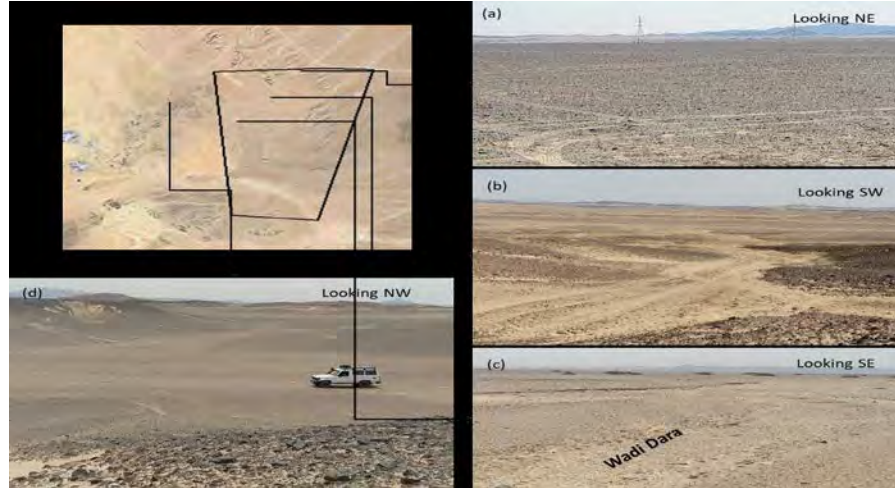 (a)
Looking NE
(b)
Looking SW
(d)
Looking NW
(c)
Looking SE
Wadi Dara